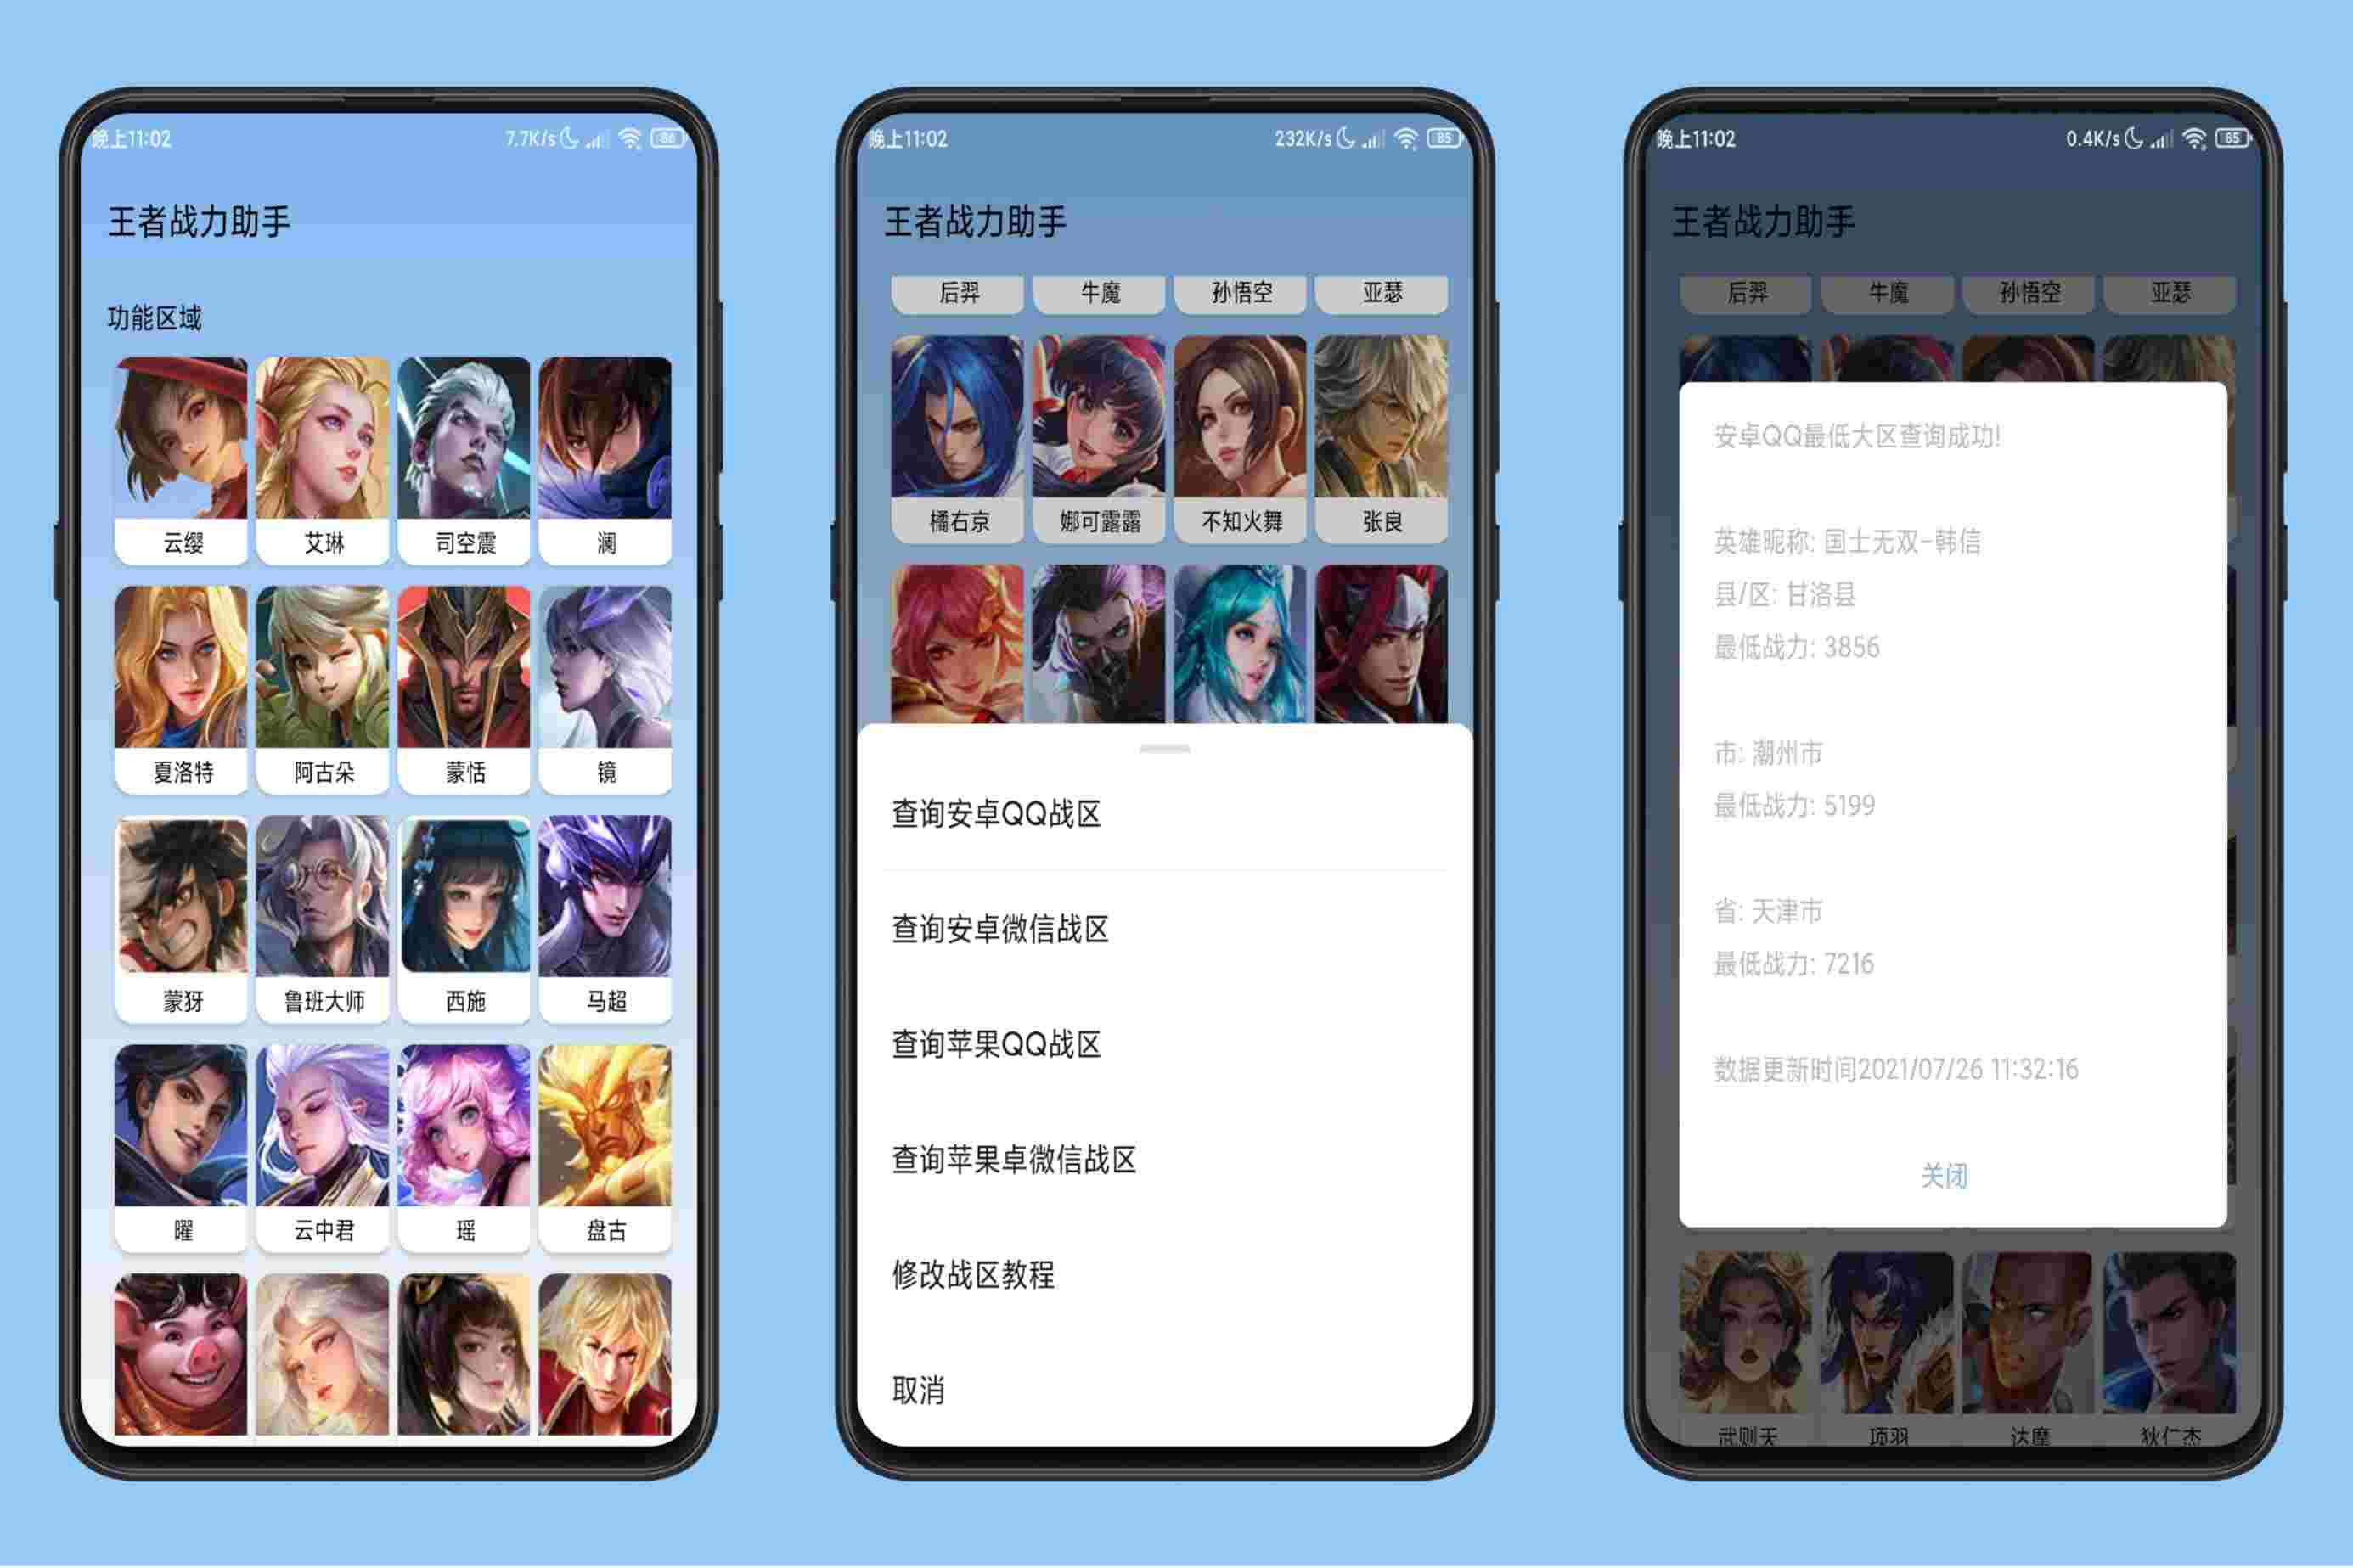 晚上11:02 7.7K/s 86
王者战力助手
功能区域
云缨 艾琳 司空震 澜
夏洛特 阿古朵 蒙恬 镜
蒙犽 鲁班大师 西施 马超
曜 云中君 瑶 盘古
晚上11:02 232K/s 85
王者战力助手
后羿 牛魔 孙悟空 亚瑟
橘右京 娜可露露 不知火舞 张良
查询安卓QQ战区
查询安卓微信战区
查询苹果QQ战区
查询苹果卓微信战区
修改战区教程
取消
晚上11:02 0.4K/s 85
王者战力助手
后羿 牛魔 孙悟空 亚瑟
安卓QQ最低大区查询成功!
英雄昵称: 国士无双-韩信
县/区: 甘洛县
最低战力: 3856
市: 潮州市
最低战力: 5199
省: 天津市
最低战力: 7216
数据更新时间2021/07/26 11:32:16
关闭
武则天 项羽 达摩 狄仁杰